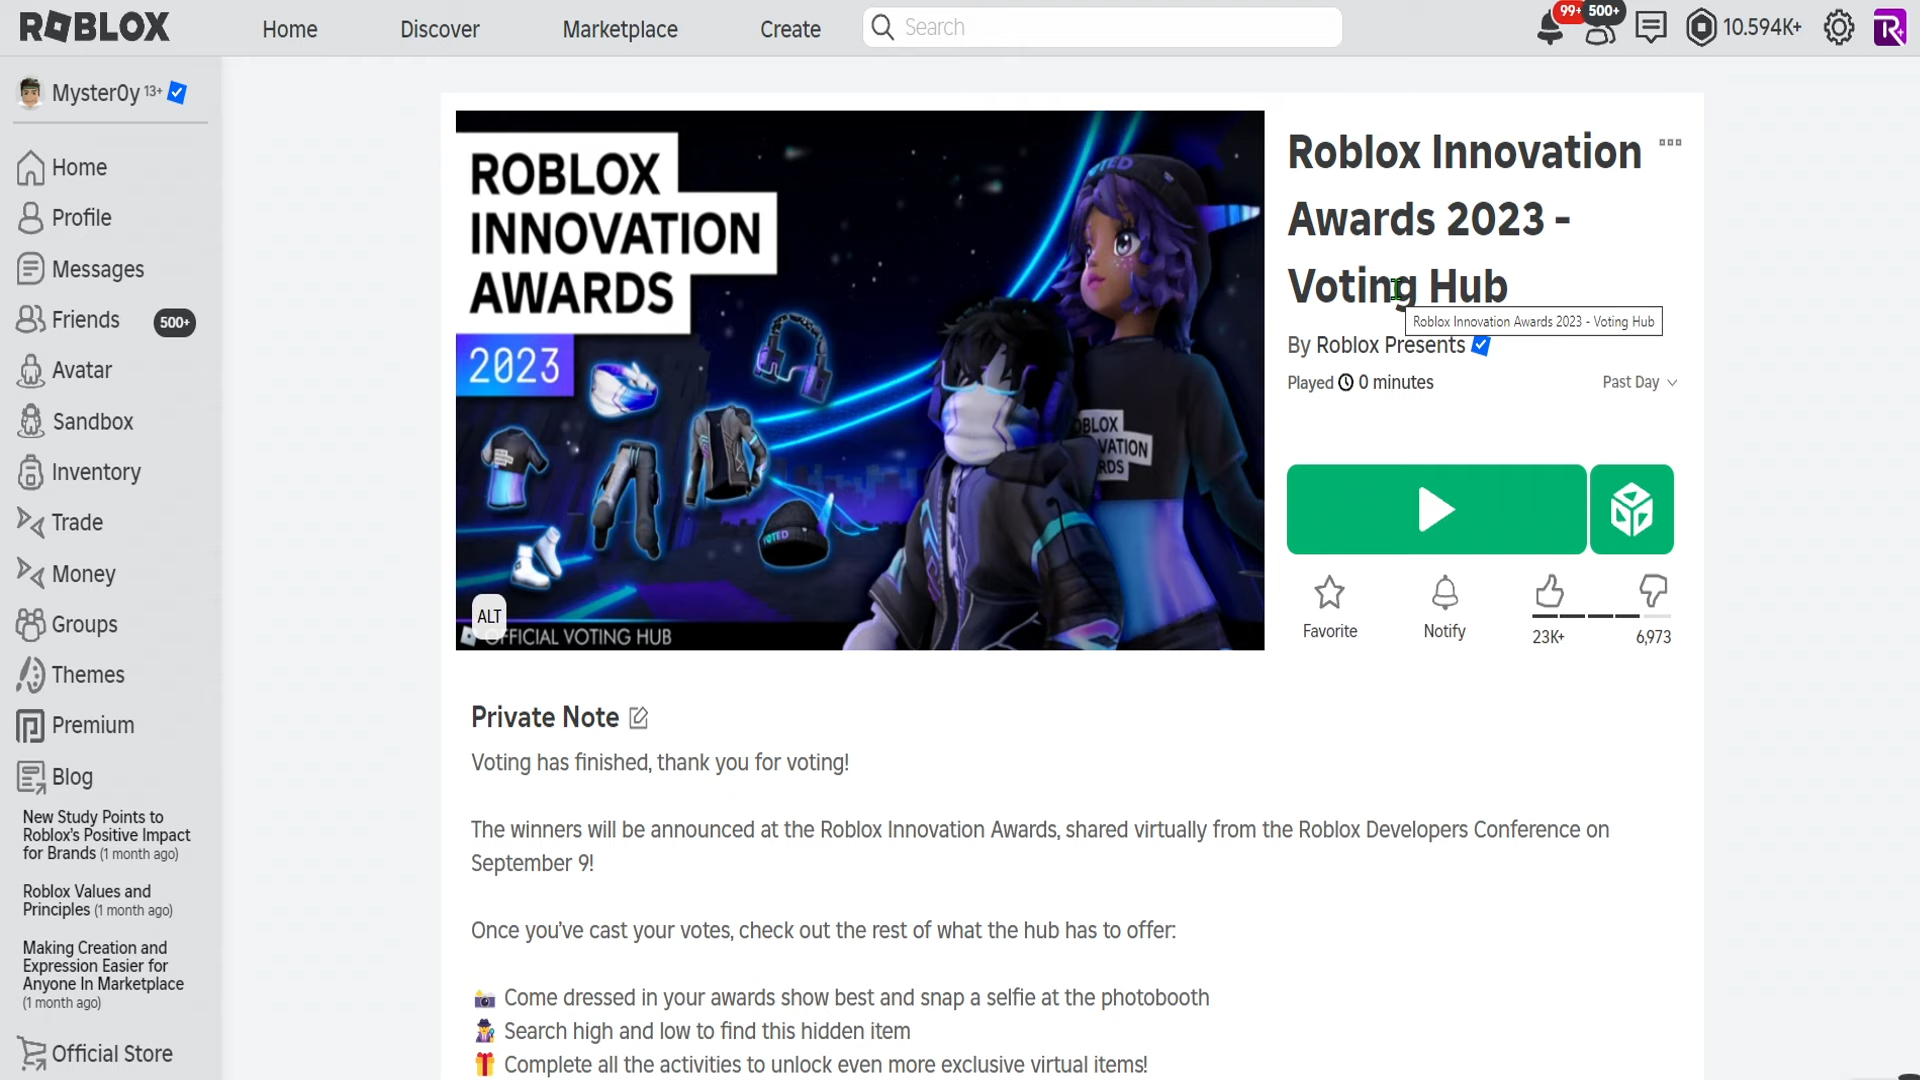 ROBLOX
Home
Discover
Marketplace
Create
Search
99+
500+
10.594K+
Myster0y 13+
Home
Profile
Messages
Friends 500+
Avatar
Sandbox
Inventory
Trade
Money
Groups
Themes
Premium
Blog
New Study Points to
Roblox's Positive Impact
for Brands (1 month ago)
Roblox Values and
Principles (1 month ago)
Making Creation and
Expression Easier for
Anyone In Marketplace
(1 month ago)
Official Store
ROBLOX
INNOVATION
AWARDS
2023
VOTED
VOTED
ALT
OFFICIAL VOTING HUB
Roblox Innovation
Awards 2023 -
Voting Hub
Roblox Innovation Awards 2023 - Voting Hub
By Roblox Presents
Played 0 minutes
Past Day
Favorite
Notify
23K+
6,973
Private Note
Voting has finished, thank you for voting!
The winners will be announced at the Roblox Innovation Awards, shared virtually from the Roblox Developers Conference on
September 9!
Once you've cast your votes, check out the rest of what the hub has to offer:
Come dressed in your awards show best and snap a selfie at the photobooth
Search high and low to find this hidden item
Complete all the activities to unlock even more exclusive virtual items!